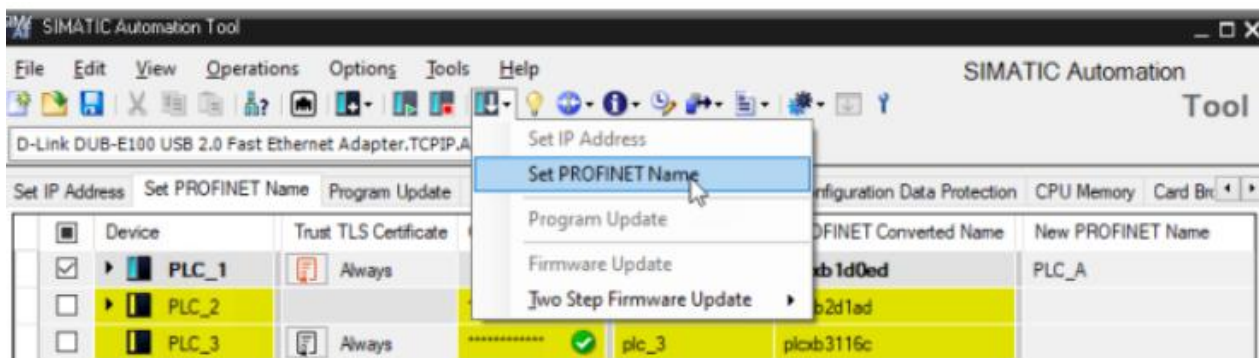 SIMATIC Automation Tool
File Edit View Operations Options Tools Help
SIMATIC Automation
Tool
D-Link DUB-E100 USB 2.0 Fast Ethernet Adapter.TCPIP.A
Set IP Address
Set PROFINET Name
Program Update
Firmware Update
Two Step Firmware Update
Set IP Address Set PROFINET Name Program Update nfiguration Data Protection CPU Memory Card Bro
Device Trust TLS Certificate OFINET Converted Name New PROFINET Name
PLC_1 Always xb1d0ed PLC_A
PLC_2 b2d1ad
PLC_3 Always ************ plc_3 plcxb3116c